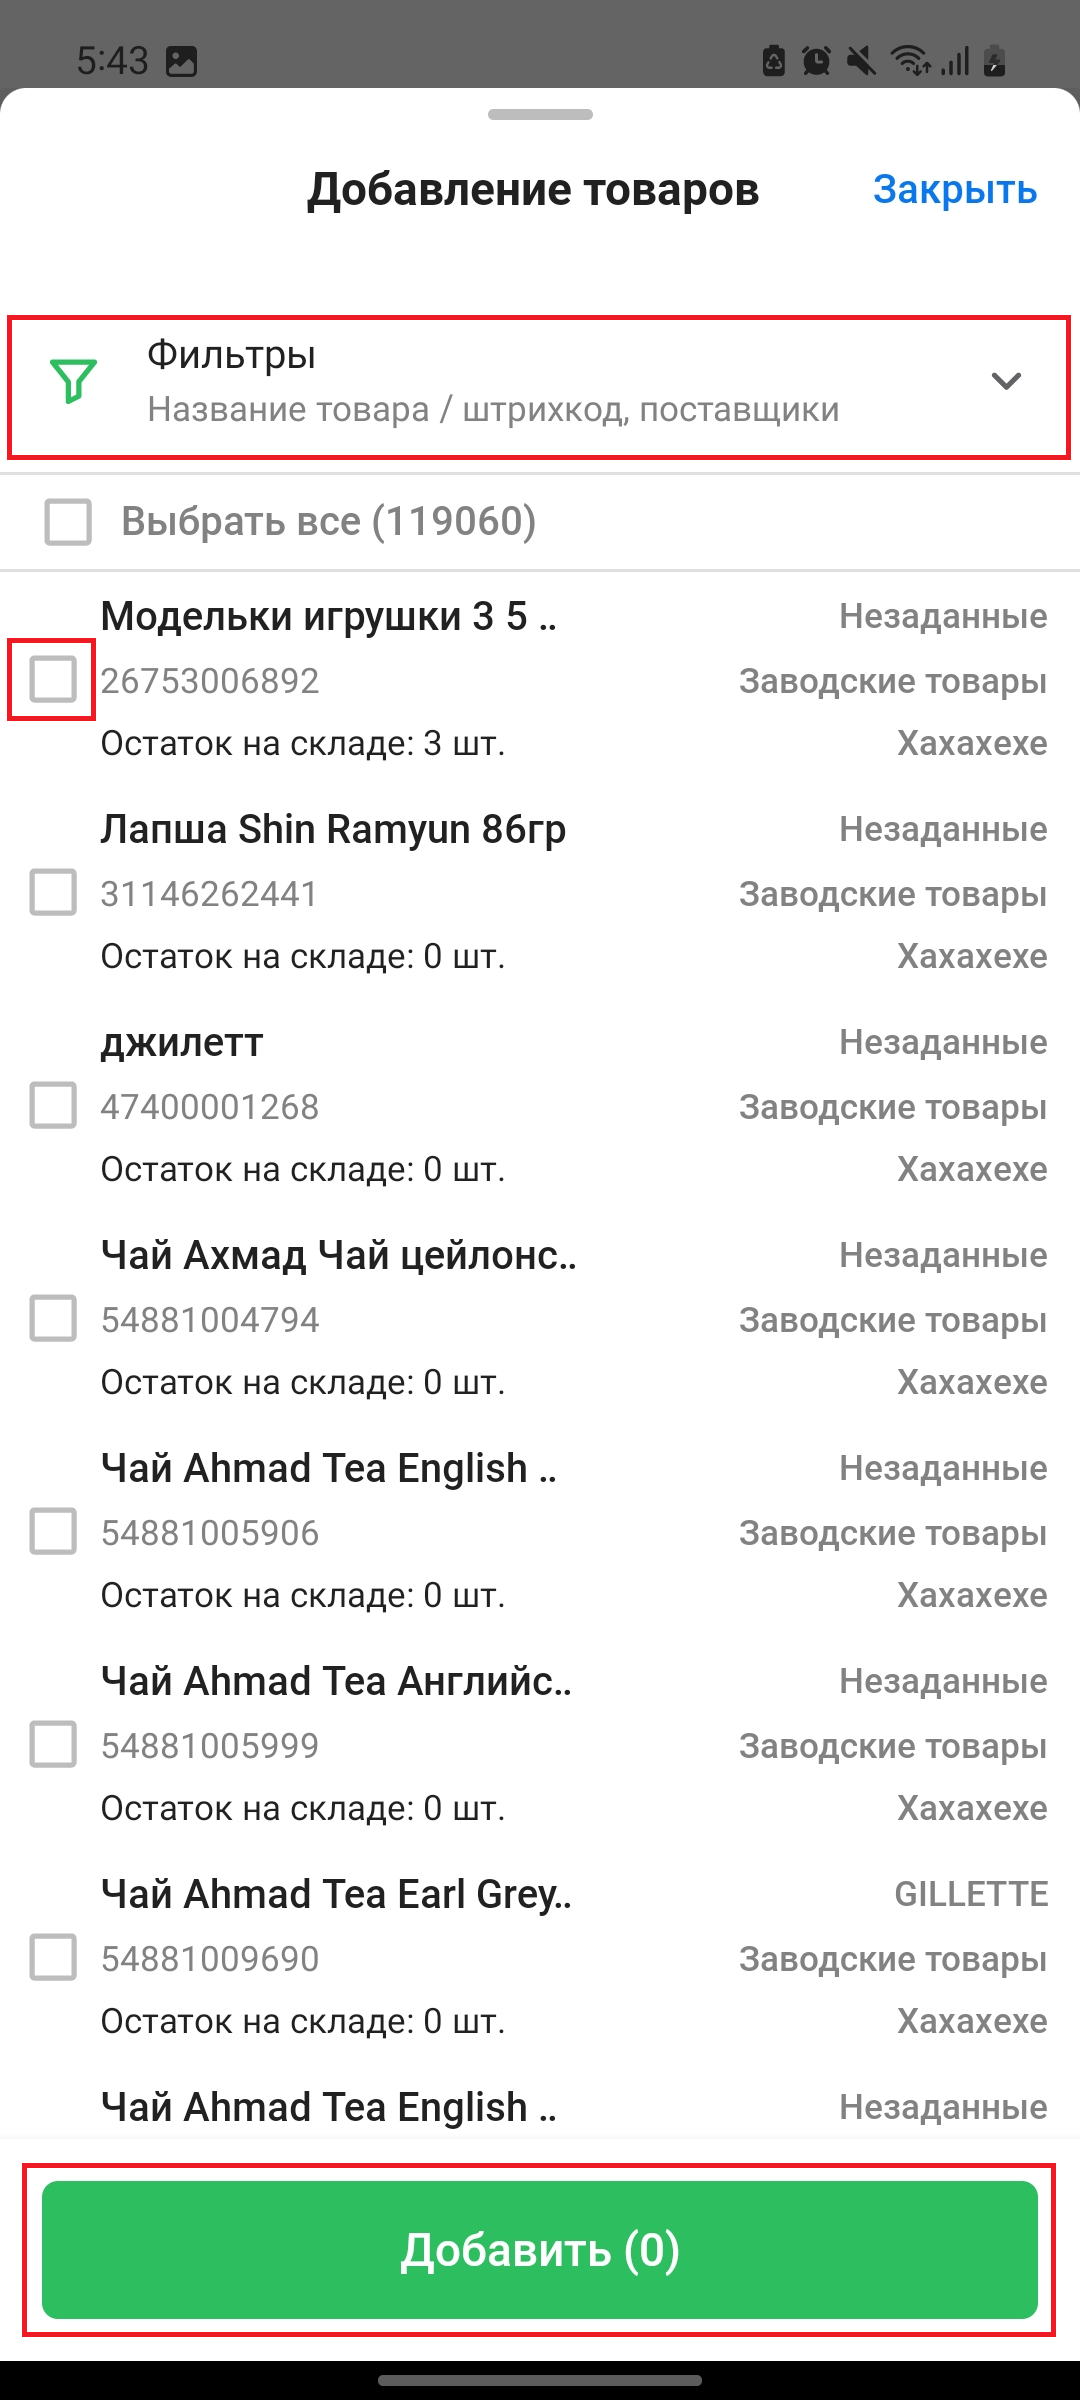 5:43
Добавление товаров
Закрыть
Фильтры
Название товара / штрихкод, поставщики
Выбрать все (119060)
Модельки игрушки 3 5 ..
Незаданные
26753006892
Заводские товары
Остаток на складе: 3 шт.
Хахахехе
Лапша Shin Ramyun 86гр
Незаданные
31146262441
Заводские товары
Остаток на складе: 0 шт.
Хахахехе
джилетт
Незаданные
47400001268
Заводские товары
Остаток на складе: 0 шт.
Хахахехе
Чай Ахмад Чай цейлонс..
Незаданные
54881004794
Заводские товары
Остаток на складе: 0 шт.
Хахахехе
Чай Ahmad Tea English ..
Незаданные
54881005906
Заводские товары
Остаток на складе: 0 шт.
Хахахехе
Чай Ahmad Tea Английс..
Незаданные
54881005999
Заводские товары
Остаток на складе: 0 шт.
Хахахехе
Чай Ahmad Tea Earl Grey..
GILLETTE
54881009690
Заводские товары
Остаток на складе: 0 шт.
Хахахехе
Чай Ahmad Tea English ..
Незаданные
Добавить (0)